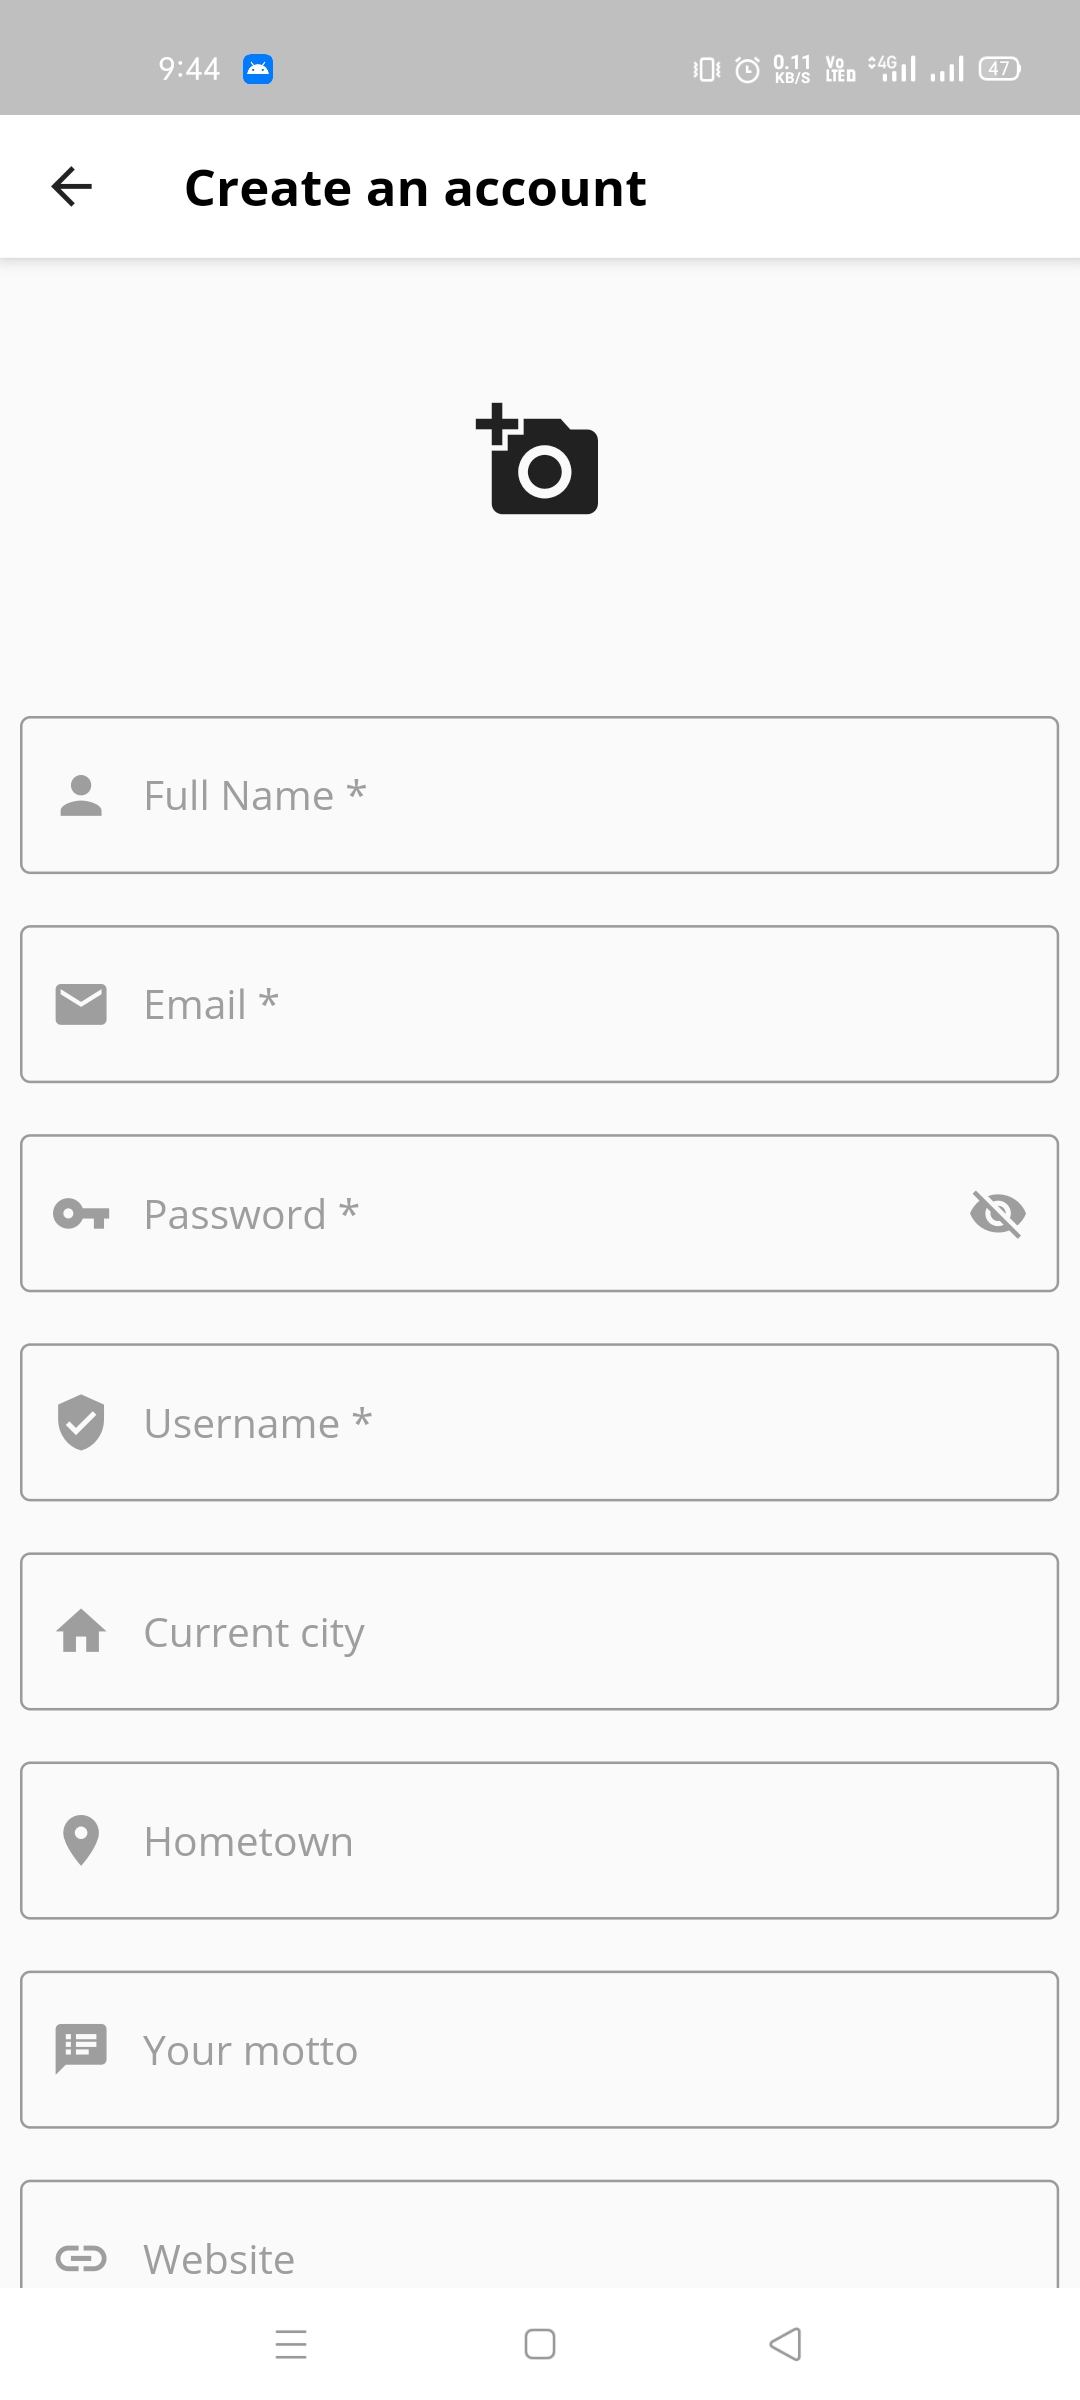 9:44 0.11 KB/S Vo LTED 4G 47
Create an account
Full Name *
Email *
Password *
Username *
Current city
Hometown
Your motto
Website